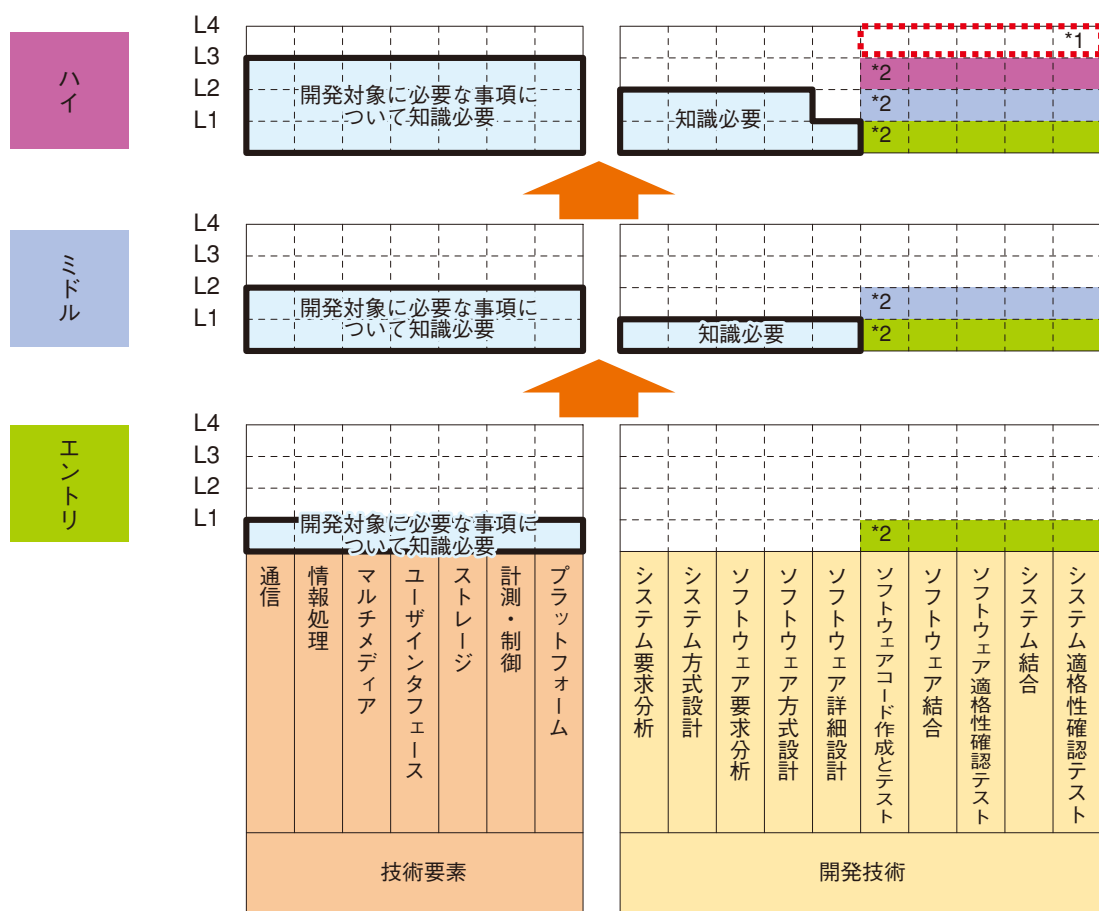 ハイ
L4
L3
L2
L1
開発対象に必要な事項に
ついて知識必要
知識必要
*1
*2
*2
*2
ミドル
L4
L3
L2
L1
開発対象に必要な事項に
ついて知識必要
知識必要
*2
*2
エントリ
L4
L3
L2
L1
開発対象に必要な事項に
ついて知識必要
*2
通信
情報処理
マルチメディア
ユーザインタフェース
ストレージ
計測・制御
プラットフォーム
技術要素
システム要求分析
システム方式設計
ソフトウェア要求分析
ソフトウェア方式設計
ソフトウェア詳細設計
ソフトウェアコード作成とテスト
ソフトウェア結合
ソフトウェア適格性確認テスト
システム結合
システム適格性確認テスト
開発技術